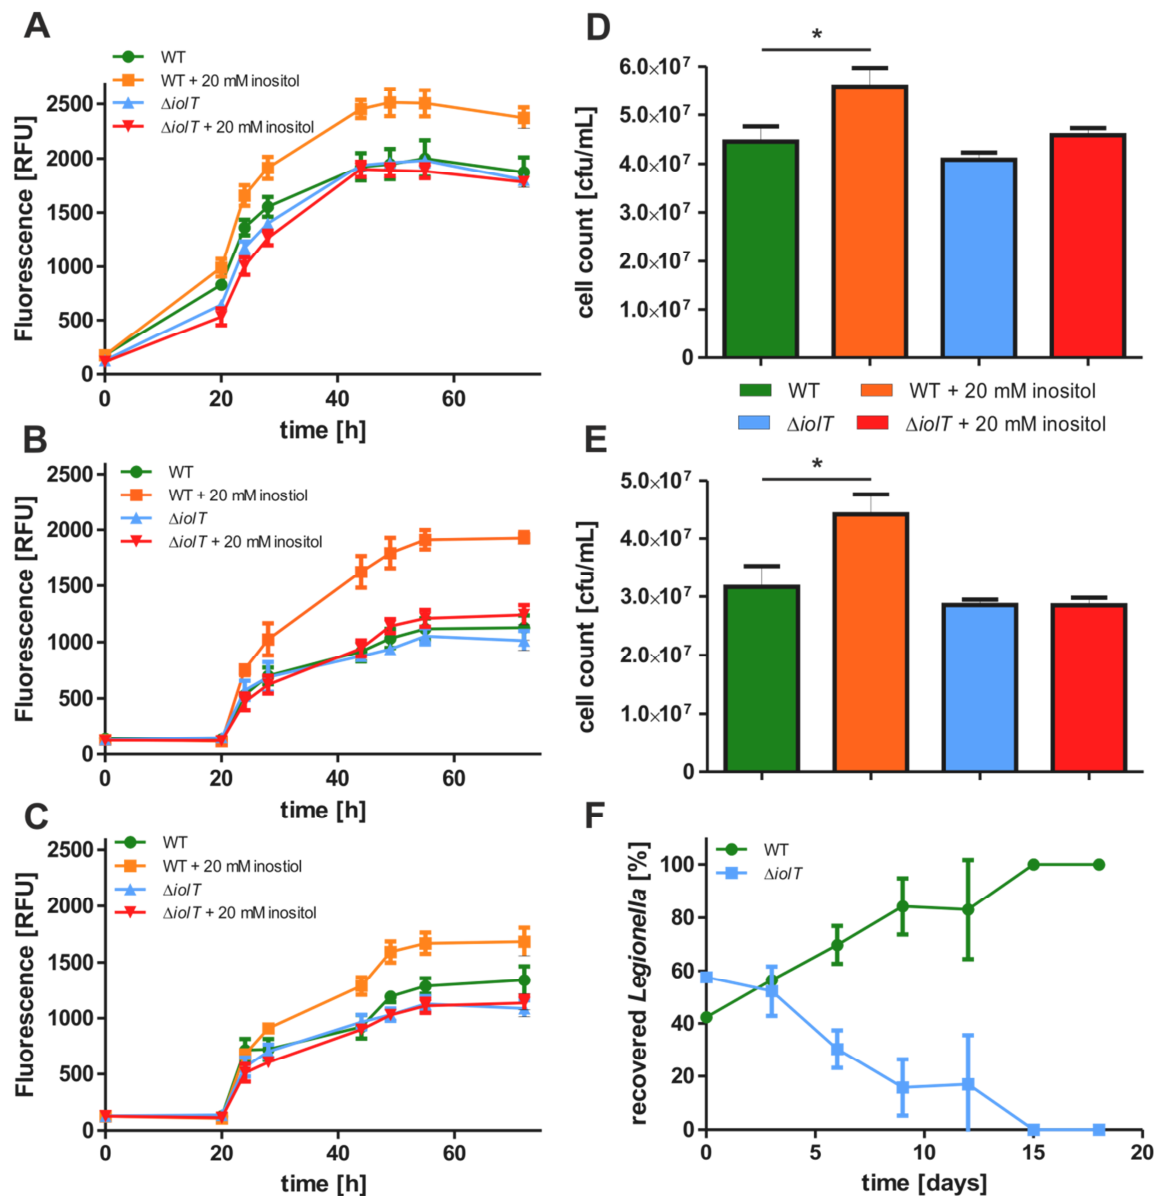 A
WT
WT + 20 mM inositol
ΔiolT
ΔiolT + 20 mM inositol
Fluorescence [RFU]
2500
2000
1500
1000
500
0
0 20 40 60
time [h]
B
WT
WT + 20 mM inostiol
ΔiolT
ΔiolT + 20 mM inositol
Fluorescence [RFU]
2500
2000
1500
1000
500
0
0 20 40 60
time [h]
C
WT
WT + 20 mM inostiol
ΔiolT
ΔiolT + 20 mM inositol
Fluorescence [RFU]
2500
2000
1500
1000
500
0
0 20 40 60
time [h]
D
*
cell count [cfu/mL]
6.0×10⁷
5.0×10⁷
4.0×10⁷
3.0×10⁷
2.0×10⁷
1.0×10⁷
0
WT WT + 20 mM inositol
ΔiolT ΔiolT + 20 mM inositol
E
*
cell count [cfu/mL]
5.0×10⁷
4.0×10⁷
3.0×10⁷
2.0×10⁷
1.0×10⁷
0
F
WT
ΔiolT
recovered Legionella [%]
100
80
60
40
20
0
0 5 10 15 20
time [days]